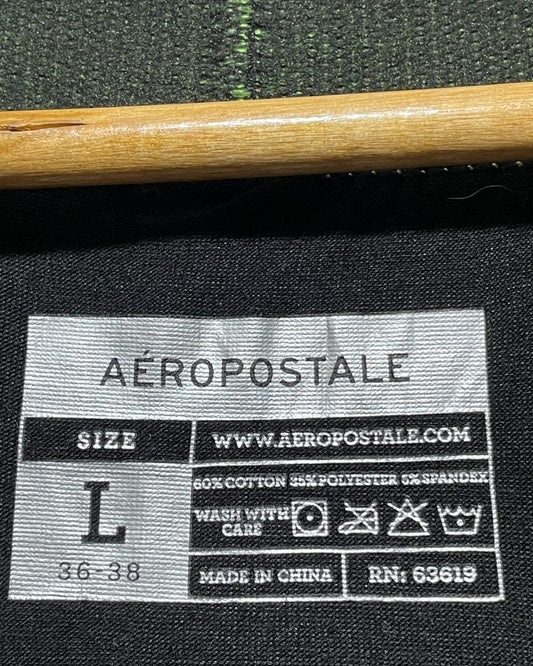 AÉROPOSTALE
SIZE
WWW.AEROPOSTALE.COM
L
36-38
60% COTTON 35% POLYESTER 5% SPANDEX
WASH WITH
CARE
MADE IN CHINA
RN: 63619